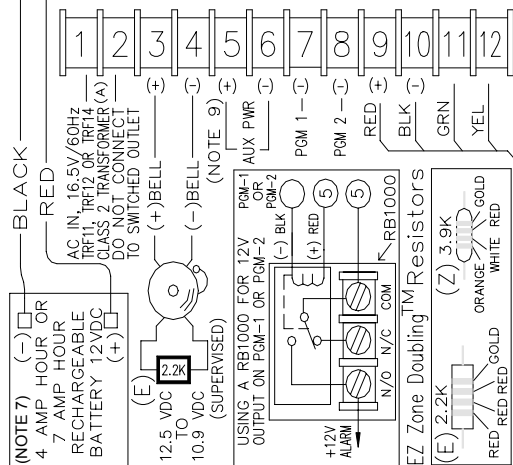 1 2 3 4 5 6 7 8 9 10 11 12
(+) (-) (+) (-) (-) (-) (+) (-)
BLACK
RED
AC IN, 16.5V/60Hz
TRF11, TRF12 OR TRF14
CLASS 2 TRANSFORMER(A)
DO NOT CONNECT
TO SWITCHED OUTLET
(+)BELL
(-)BELL
(NOTE 9)
AUX PWR
PGM 1
PGM 2
RED
BLK
GRN
YEL
(NOTE 7)
(-)
4 AMP HOUR OR
7 AMP HOUR
RECHARGEABLE
BATTERY 12VDC
(+)
(E)
2.2K
12.5 VDC
TO
10.9 VDC
(SUPERVISED)
USING A RB1000 FOR 12V
OUTPUT ON PGM-1 OR PGM-2
PGM-1
OR
PGM-2
(-) BLK
(+) RED
5
5
RB1000
N/O N/C COM
+12V
ALARM
EZ Zone Doubling™ Resistors
(E) 2.2K
RED RED RED GOLD
(Z) 3.9K
ORANGE WHITE RED GOLD